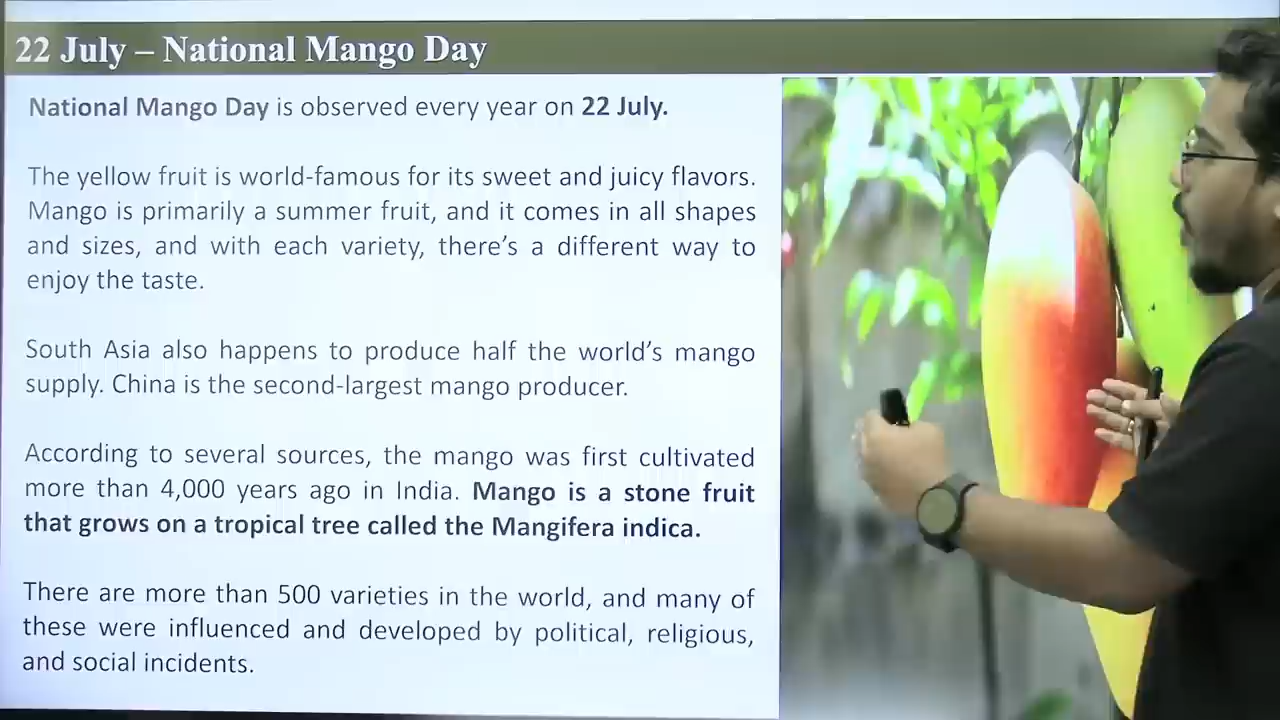 22 July – National Mango Day
National Mango Day is observed every year on 22 July.
The yellow fruit is world-famous for its sweet and juicy flavors.
Mango is primarily a summer fruit, and it comes in all shapes
and sizes, and with each variety, there's a different way to
enjoy the taste.
South Asia also happens to produce half the world's mango
supply. China is the second-largest mango producer.
According to several sources, the mango was first cultivated
more than 4,000 years ago in India. Mango is a stone fruit
that grows on a tropical tree called the Mangifera indica.
There are more than 500 varieties in the world, and many of
these were influenced and developed by political, religious,
and social incidents.